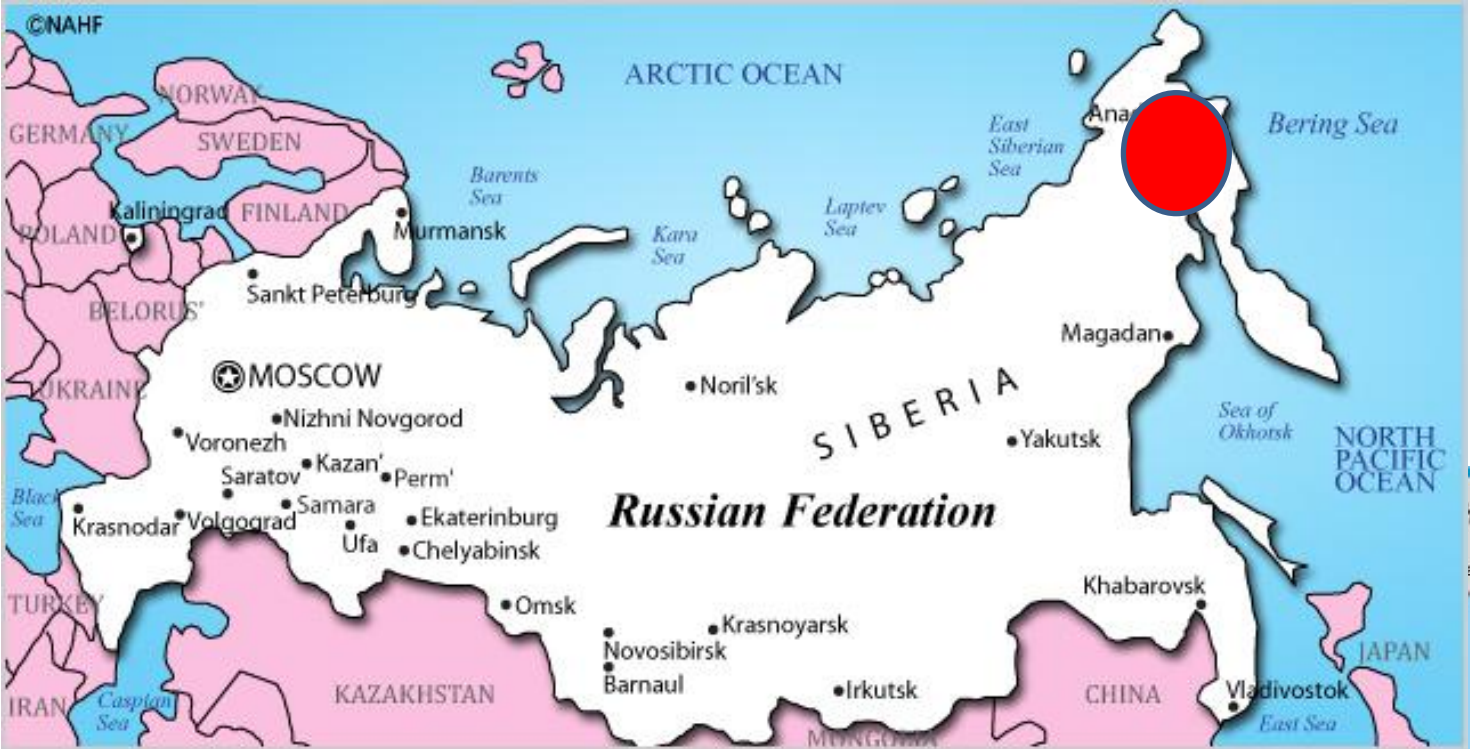 ©NAHF
NORWAY
ARCTIC OCEAN
GERMANY
SWEDEN
Bering Sea
East
Siberian
Sea
Barents
Sea
Kaliningrad
FINLAND
Laptev
Sea
POLAND
Murmansk
Kara
Sea
Sankt Peterburg
BELORUS'
Magadan
MOSCOW
UKRAINE
Noril'sk
SIBERIA
Nizhni Novgorod
Sea of
Okhotsk
Voronezh
Yakutsk
NORTH
PACIFIC
OCEAN
Kazan'
Saratov
Perm'
Black
Sea
Samara
Krasnodar
Volgograd
Ekaterinburg
Russian Federation
Ufa
Chelyabinsk
Khabarovsk
TURKEY
Omsk
Krasnoyarsk
Novosibirsk
JAPAN
Barnaul
Irkutsk
KAZAKHSTAN
CHINA
Vladivostok
IRAN
Caspian
Sea
East Sea
MONGOLIA